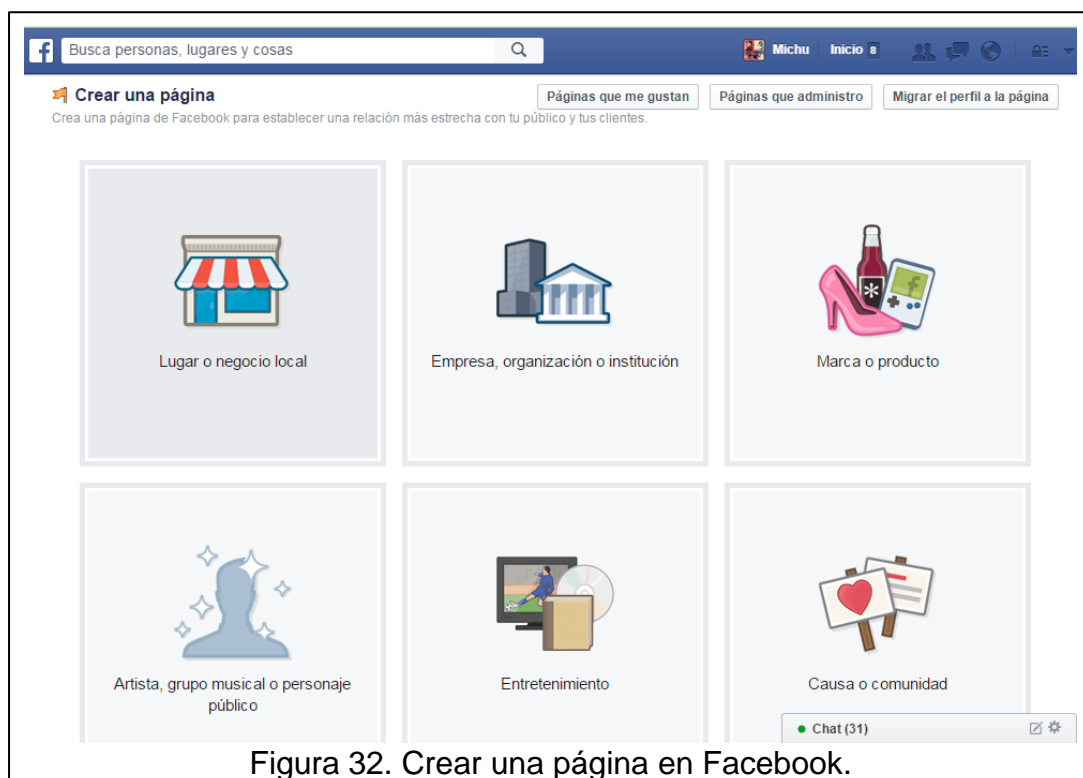 Busca personas, lugares y cosas
Michu Inicio 8
Crear una página
Páginas que me gustan Páginas que administro Migrar el perfil a la página
Crea una página de Facebook para establecer una relación más estrecha con tu público y tus clientes.
Lugar o negocio local
Empresa, organización o institución
Marca o producto
Artista, grupo musical o personaje
público
Entretenimiento
Causa o comunidad
Chat (31)
Figura 32. Crear una página en Facebook.